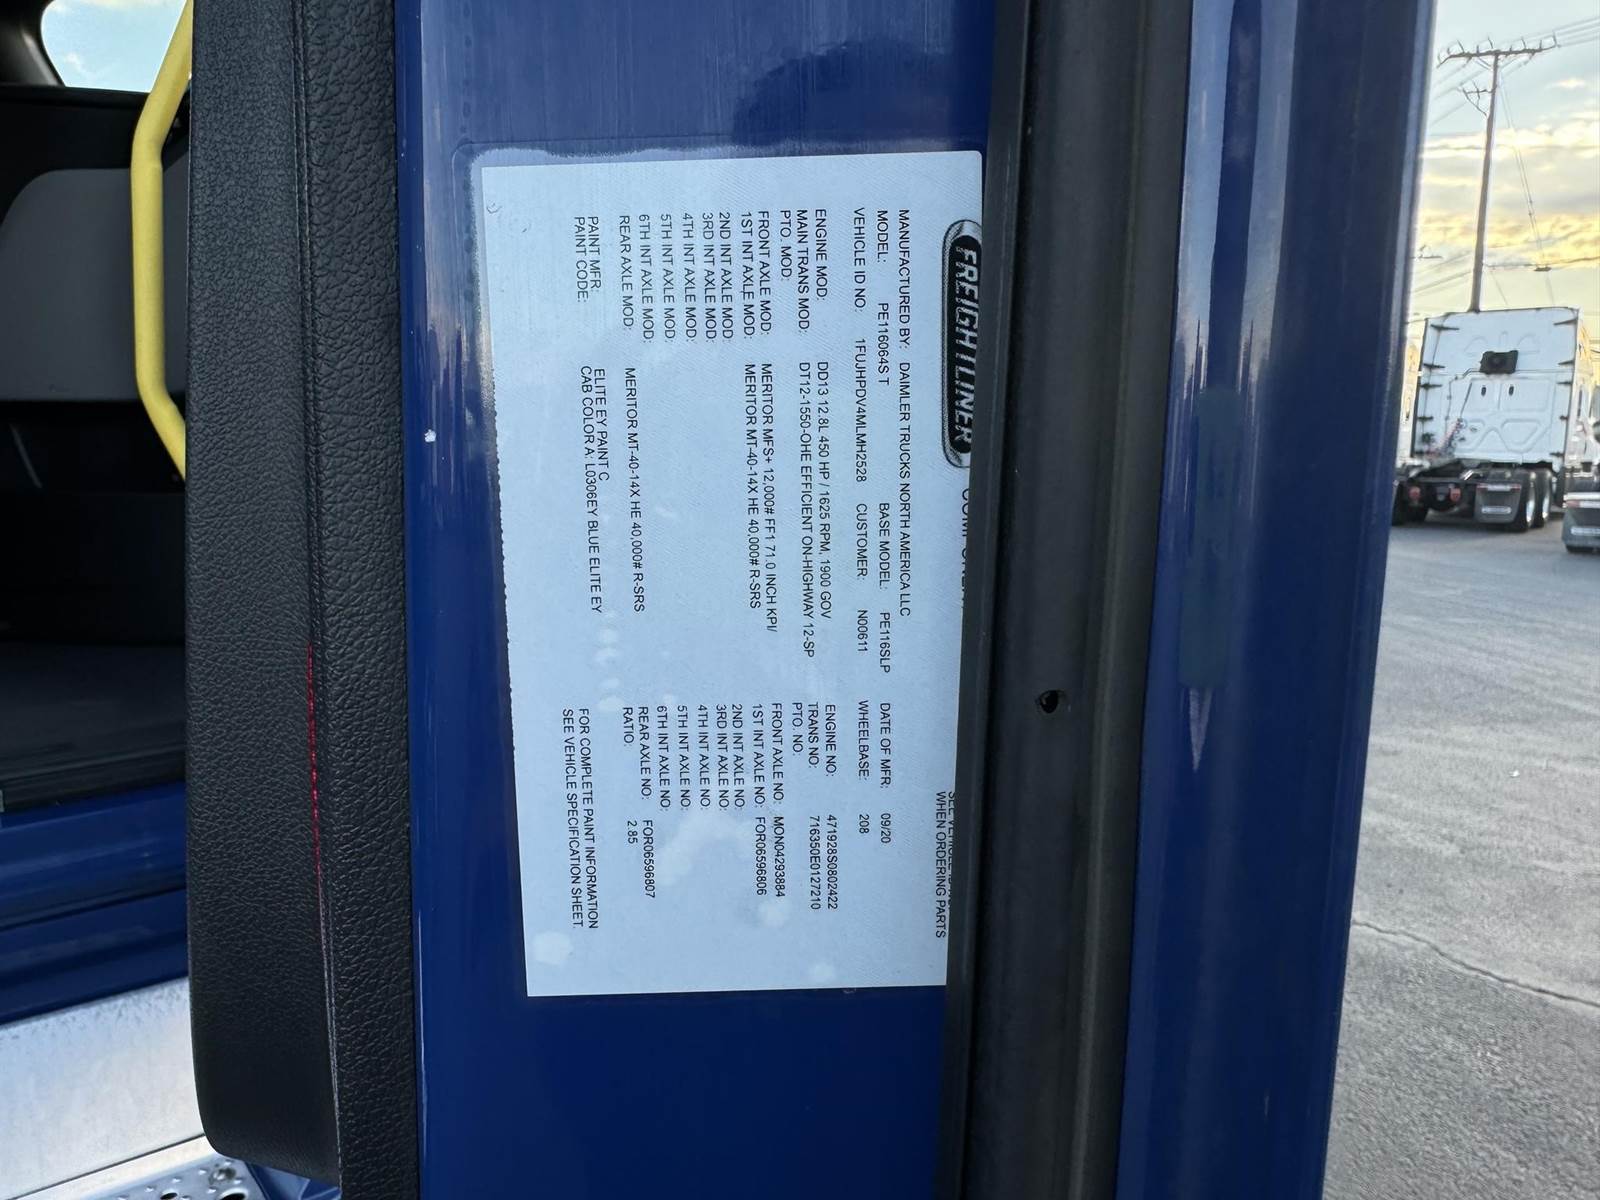 FREIGHTLINER
SEE VEHICLE
WHEN ORDERING PARTS
MANUFACTURED BY: DAIMLER TRUCKS NORTH AMERICA LLC
MODEL: PE116064S T BASE MODEL: PE116SLP DATE OF MFR: 09/20
VEHICLE ID NO.: 1FUJHPDV4MLMH2528 CUSTOMER: N00611 WHEELBASE: 208
ENGINE MOD: DD13 12.8L 450 HP / 1625 RPM, 1900 GOV ENGINE NO: 471928S0802422
MAIN TRANS MOD: DT12-1550-OHE EFFICIENT ON-HIGHWAY 12-SP TRANS NO: 716350E0127210
PTO. MOD: PTO. NO:
FRONT AXLE MOD: MERITOR MFS+ 12,000# FF1 71.0 INCH KPI/ FRONT AXLE NO: MON04293884
1ST INT AXLE MOD: MERITOR MT-40-14X HE 40,000# R-SRS 1ST INT AXLE NO: FOR06596806
2ND INT AXLE MOD: 2ND INT AXLE NO:
3RD INT AXLE MOD: 3RD INT AXLE NO:
4TH INT AXLE MOD: 4TH INT AXLE NO:
5TH INT AXLE MOD: 5TH INT AXLE NO:
6TH INT AXLE MOD: 6TH INT AXLE NO:
REAR AXLE MOD: MERITOR MT-40-14X HE 40,000# R-SRS REAR AXLE NO: FOR06596807
RATIO: 2.85
PAINT MFR: ELITE EY PAINT C
PAINT CODE: CAB COLOR A: L0306EY BLUE ELITE EY
FOR COMPLETE PAINT INFORMATION
SEE VEHICLE SPECIFICATION SHEET.